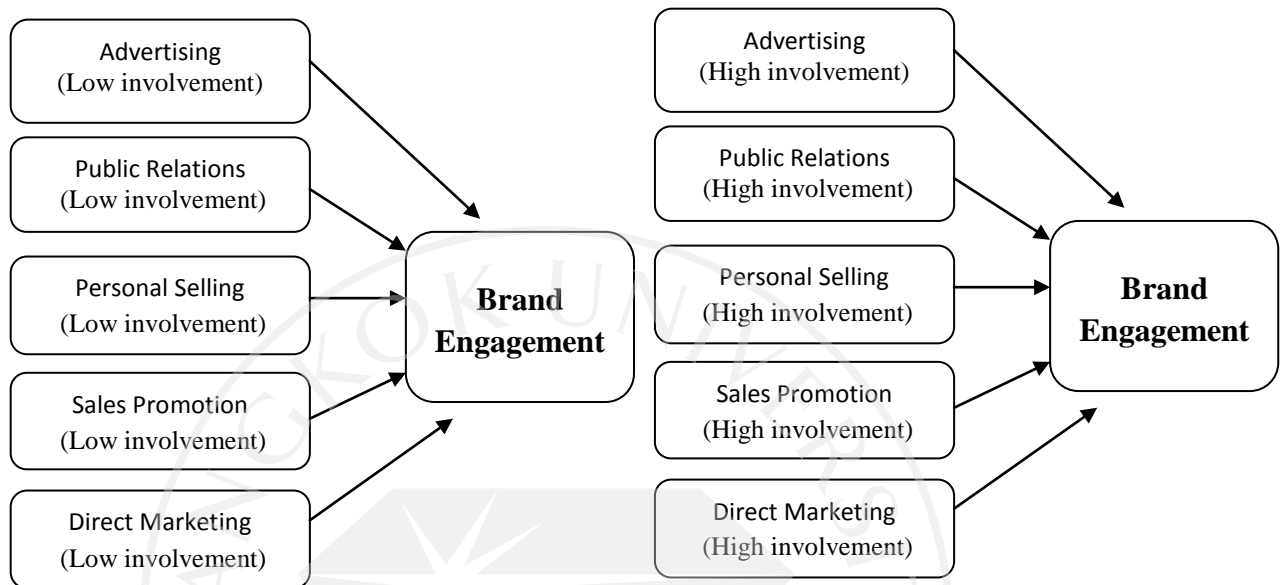 Advertising
(Low involvement)
Public Relations
(Low involvement)
Personal Selling
(Low involvement)
Sales Promotion
(Low involvement)
Direct Marketing
(Low involvement)
Brand
Engagement
Advertising
(High involvement)
Public Relations
(High involvement)
Personal Selling
(High involvement)
Sales Promotion
(High involvement)
Direct Marketing
(High involvement)
Brand
Engagement
ANGKOK UNIVERSI